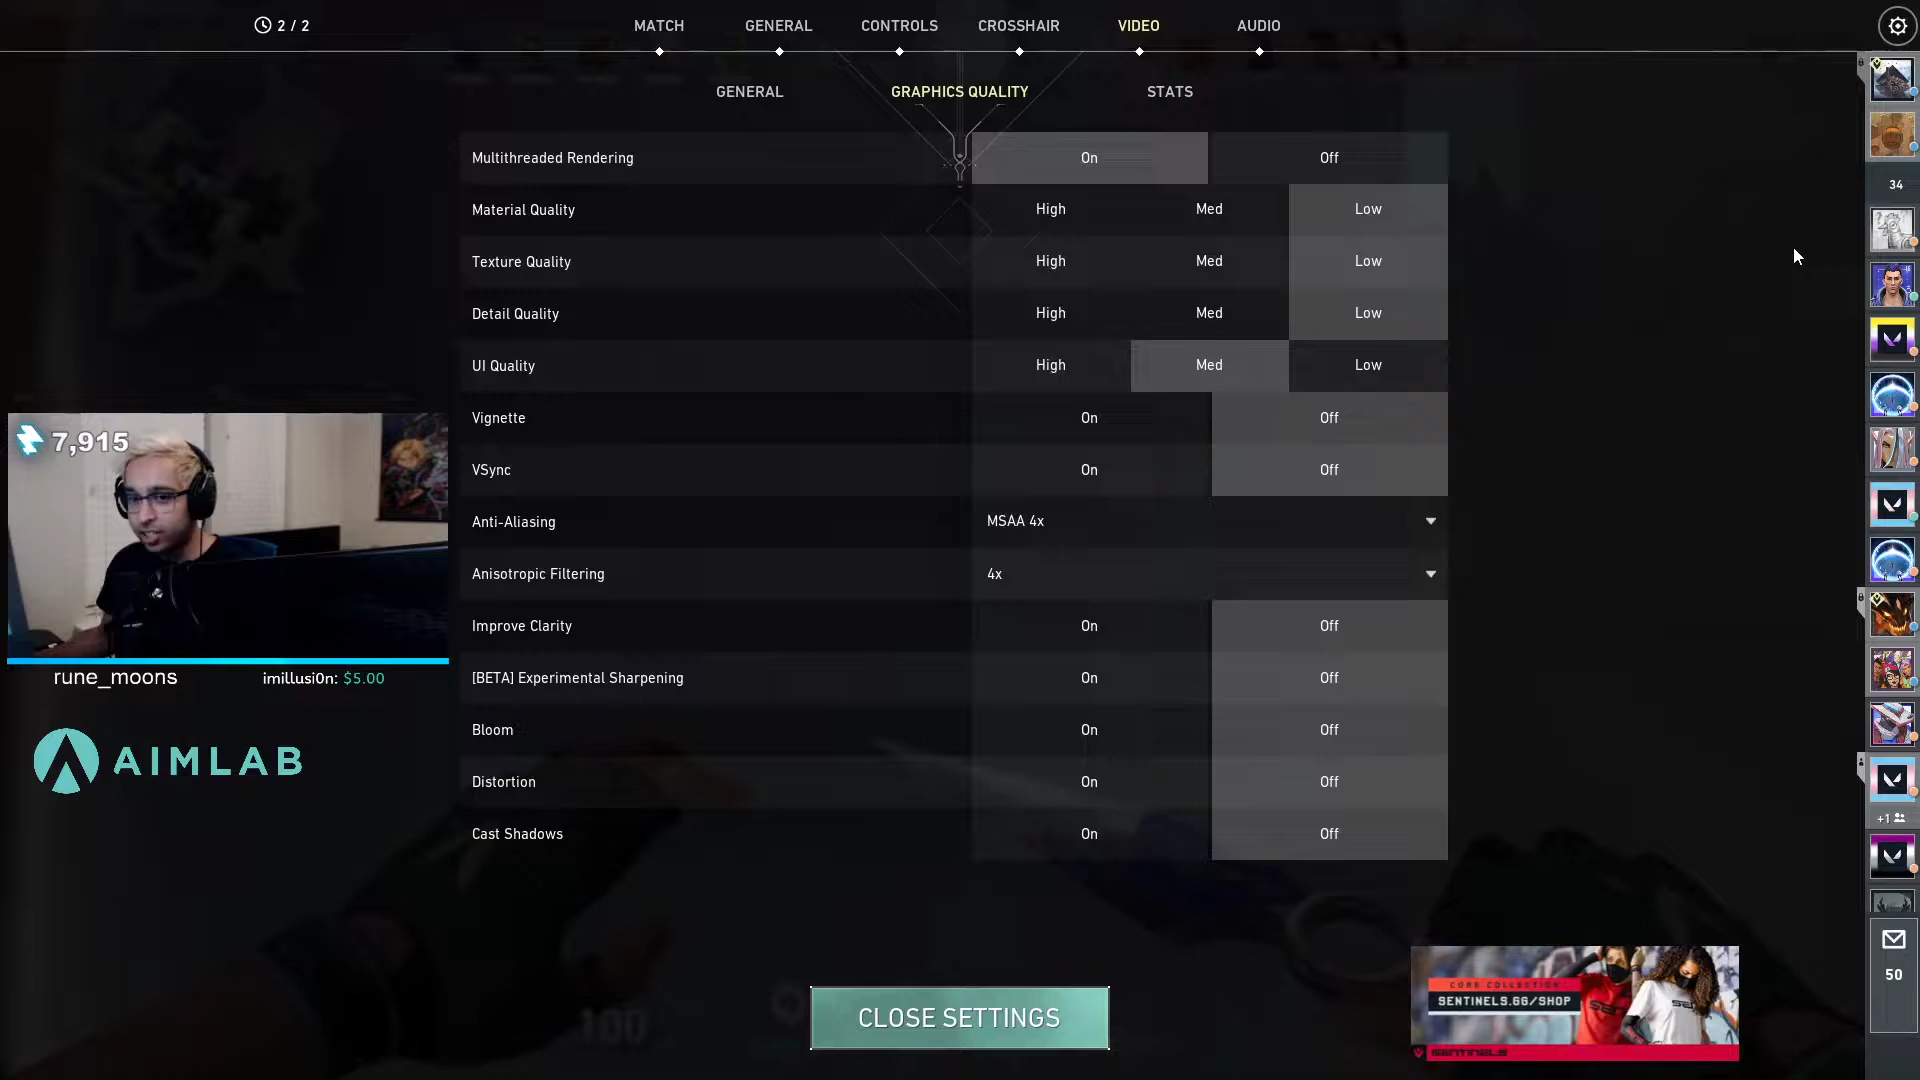 2 / 2
MATCH GENERAL CONTROLS CROSSHAIR VIDEO AUDIO
GENERAL GRAPHICS QUALITY STATS
Multithreaded Rendering On Off
Material Quality High Med Low
Texture Quality High Med Low
Detail Quality High Med Low
UI Quality High Med Low
Vignette On Off
VSync On Off
Anti-Aliasing MSAA 4x
Anisotropic Filtering 4x
Improve Clarity On Off
[BETA] Experimental Sharpening On Off
Bloom On Off
Distortion On Off
Cast Shadows On Off
CLOSE SETTINGS
7,915
rune_moons imillusi0n: $5.00
AIMLAB
100
34
+1
50
CORE COLLECTION
SENTINELS.GG/SHOP
SENTINELS